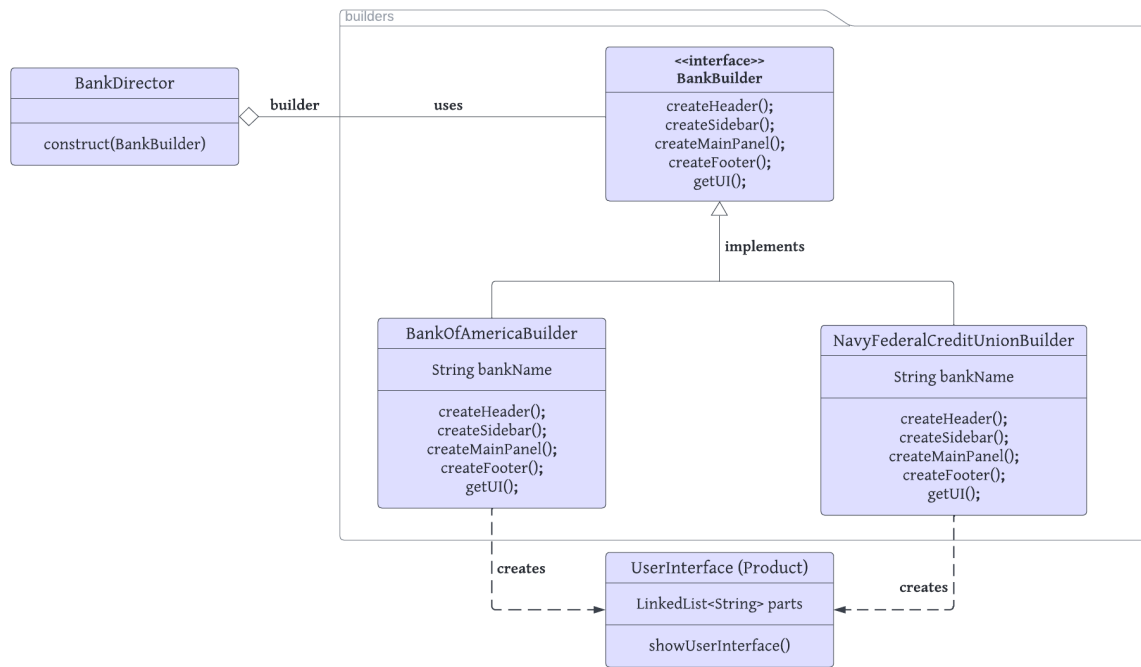 builders
BankDirector
construct(BankBuilder)
builder
uses
<<interface>>
BankBuilder
createHeader();
createSidebar();
createMainPanel();
createFooter();
getUI();
implements
BankOfAmericaBuilder
String bankName
createHeader();
createSidebar();
createMainPanel();
createFooter();
getUI();
NavyFederalCreditUnionBuilder
String bankName
createHeader();
createSidebar();
createMainPanel();
createFooter();
getUI();
creates
creates
UserInterface (Product)
LinkedList<String> parts
showUserInterface()